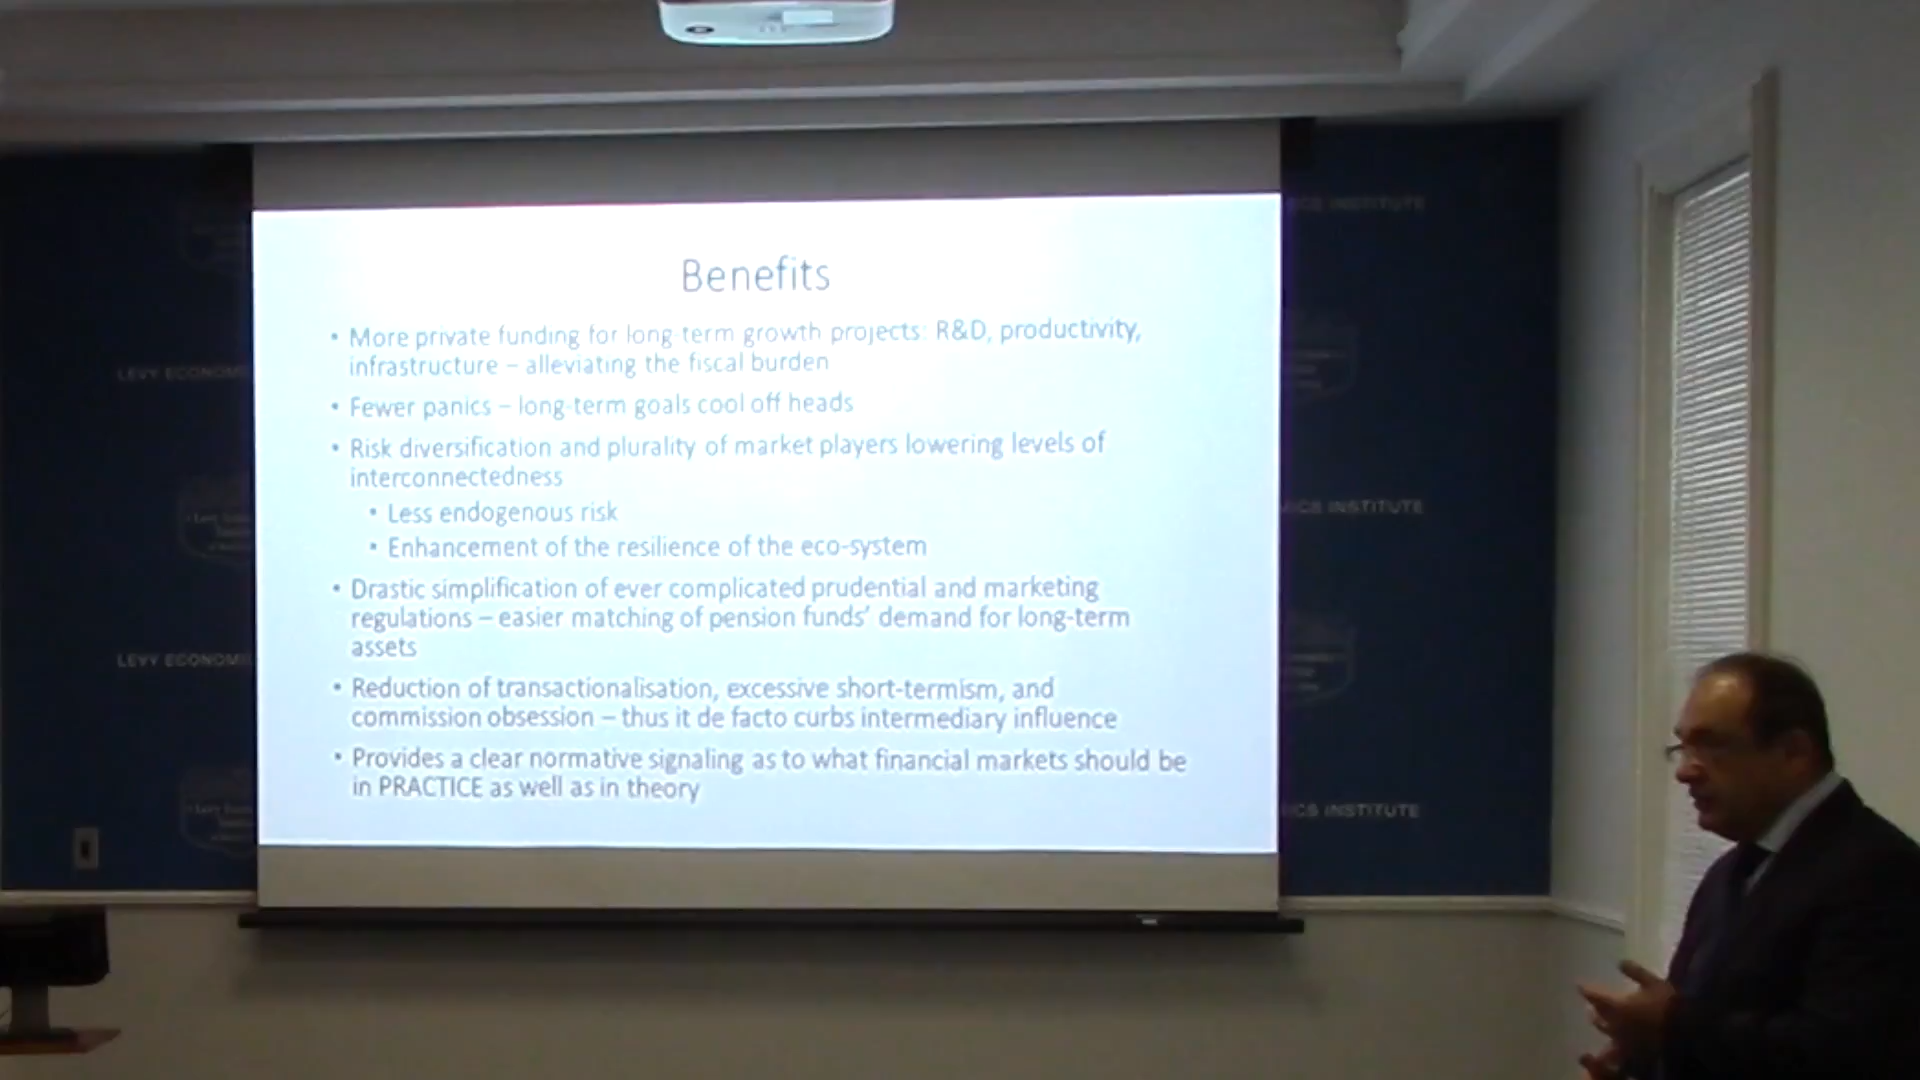 Benefits
• More private funding for long-term growth projects: R&D, productivity,
infrastructure – alleviating the fiscal burden
• Fewer panics – long-term goals cool off heads
• Risk diversification and plurality of market players lowering levels of
interconnectedness
• Less endogenous risk
• Enhancement of the resilience of the eco-system
• Drastic simplification of ever complicated prudential and marketing
regulations – easier matching of pension funds' demand for long-term
assets
• Reduction of transactionalisation, excessive short-termism, and
commission obsession – thus it de facto curbs intermediary influence
• Provides a clear normative signaling as to what financial markets should be
in PRACTICE as well as in theory
LEVY ECONOM
LEVY ECONOM
ICS INSTITUTE
ICS INSTITUTE
ICS INSTITUTE